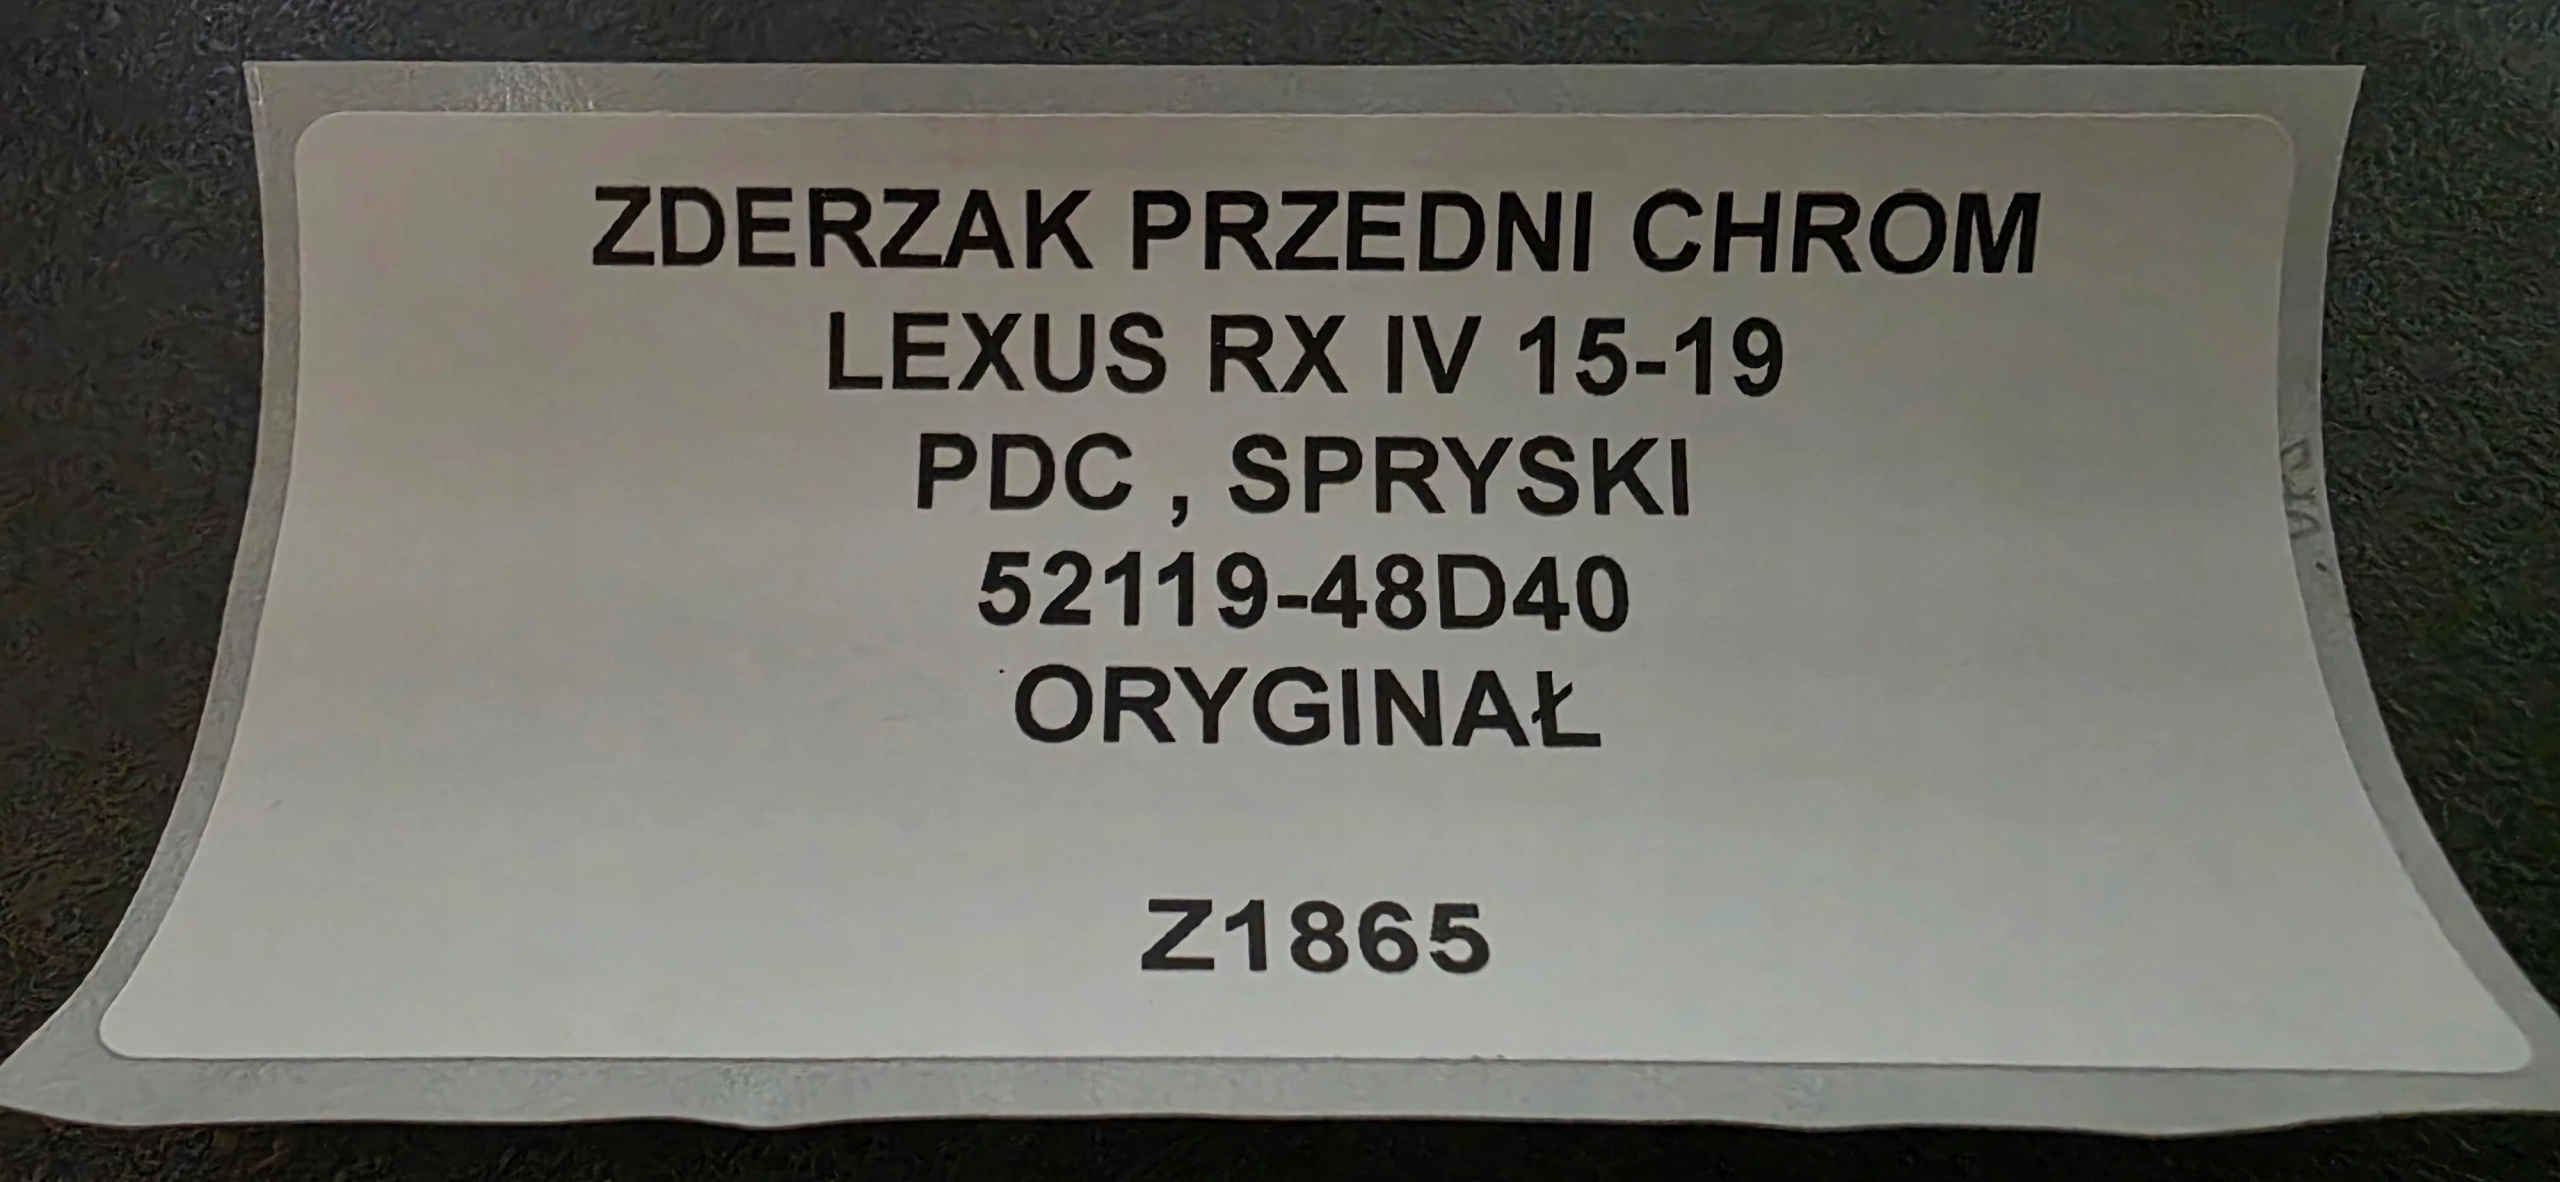 ZDERZAK PRZEDNI CHROM
LEXUS RX IV 15-19
PDC , SPRYSKI
52119-48D40
ORYGINAŁ
Z1865